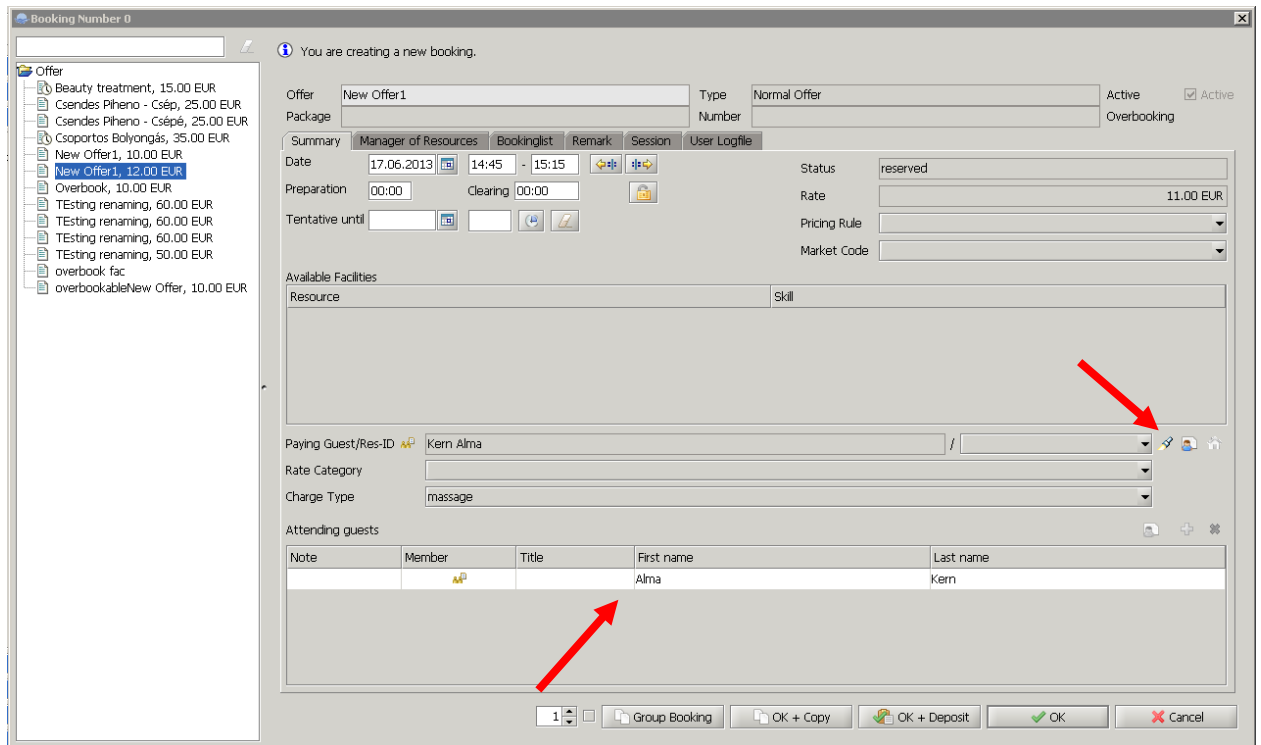 Booking Number 0
You are creating a new booking.
Offer
Beauty treatment, 15.00 EUR
Csendes Piheno - Csép, 25.00 EUR
Csendes Piheno - Csépé, 25.00 EUR
Csoportos Bolyongás, 35.00 EUR
New Offer1, 10.00 EUR
New Offer1, 12.00 EUR
Overbook, 10.00 EUR
TEsting renaming, 60.00 EUR
TEsting renaming, 60.00 EUR
TEsting renaming, 60.00 EUR
TEsting renaming, 50.00 EUR
overbook fac
overbookableNew Offer, 10.00 EUR
Offer New Offer1 Type Normal Offer Active Active
Package Number Overbooking
Summary Manager of Resources Bookinglist Remark Session User Logfile
Date 17.06.2013 14:45 - 15:15 Status reserved
Preparation 00:00 Clearing 00:00 Rate 11.00 EUR
Tentative until Pricing Rule
Market Code
Available Facilities
Resource Skill
Paying Guest/Res-ID Kern Alma /
Rate Category
Charge Type massage
Attending guests
Note Member Title First name Last name
Alma Kern
1 Group Booking OK + Copy OK + Deposit OK Cancel